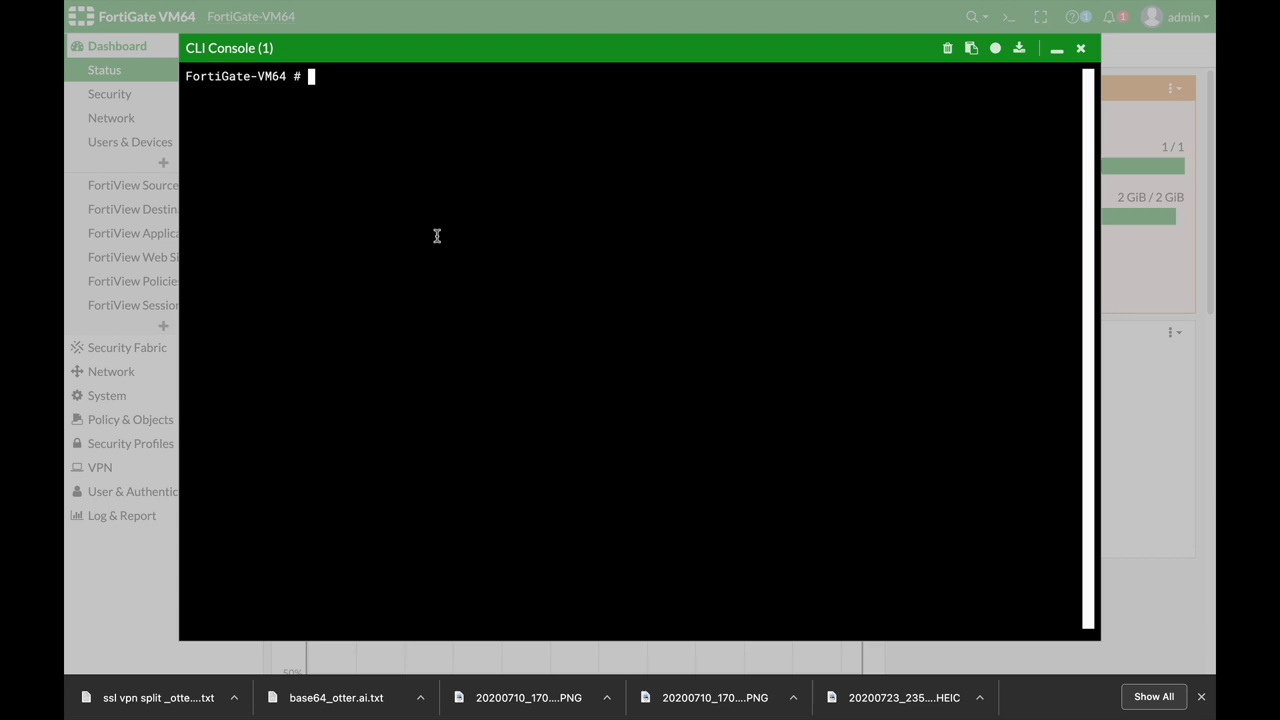 FortiGate VM64 FortiGate-VM64
1 1 admin
Dashboard
CLI Console (1)
Status
FortiGate-VM64 #
Security
Network
Users & Devices
1 / 1
FortiView Source
2 GiB / 2 GiB
FortiView Destin
FortiView Applica
FortiView Web Si
FortiView Policie
FortiView Session
Security Fabric
Network
System
Policy & Objects
Security Profiles
VPN
User & Authentic
Log & Report
50%
ssl vpn split _otte....txt
base64_otter.ai.txt
20200710_170....PNG
20200710_170....PNG
20200723_235....HEIC
Show All